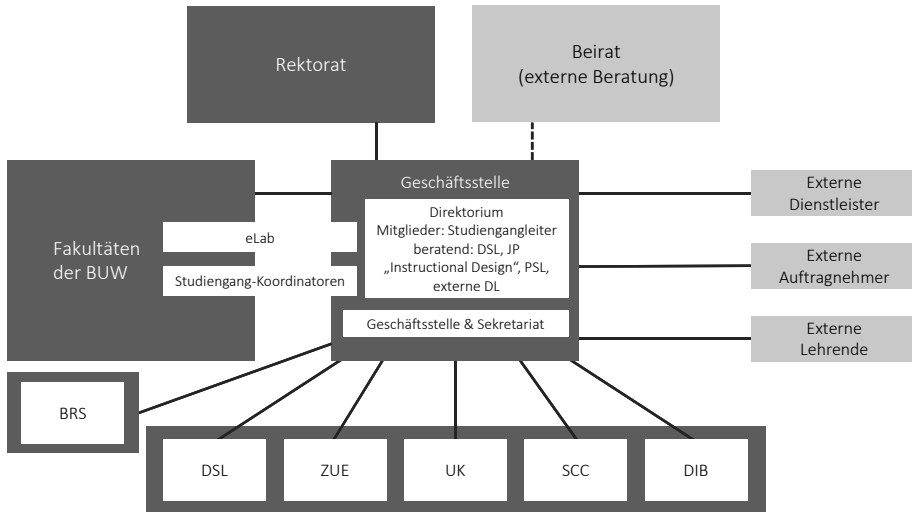 Rektorat
Beirat
(externe Beratung)
Geschäftsstelle
Direktorium
Mitglieder: Studiengangleiter
beratend: DSL, JP
„Instructional Design“, PSL,
externe DL
Geschäftsstelle & Sekretariat
Fakultäten
der BUW
eLab
Studiengang-Koordinatoren
Externe
Dienstleister
Externe
Auftragnehmer
Externe
Lehrende
BRS
DSL
ZUE
UK
SCC
DIB